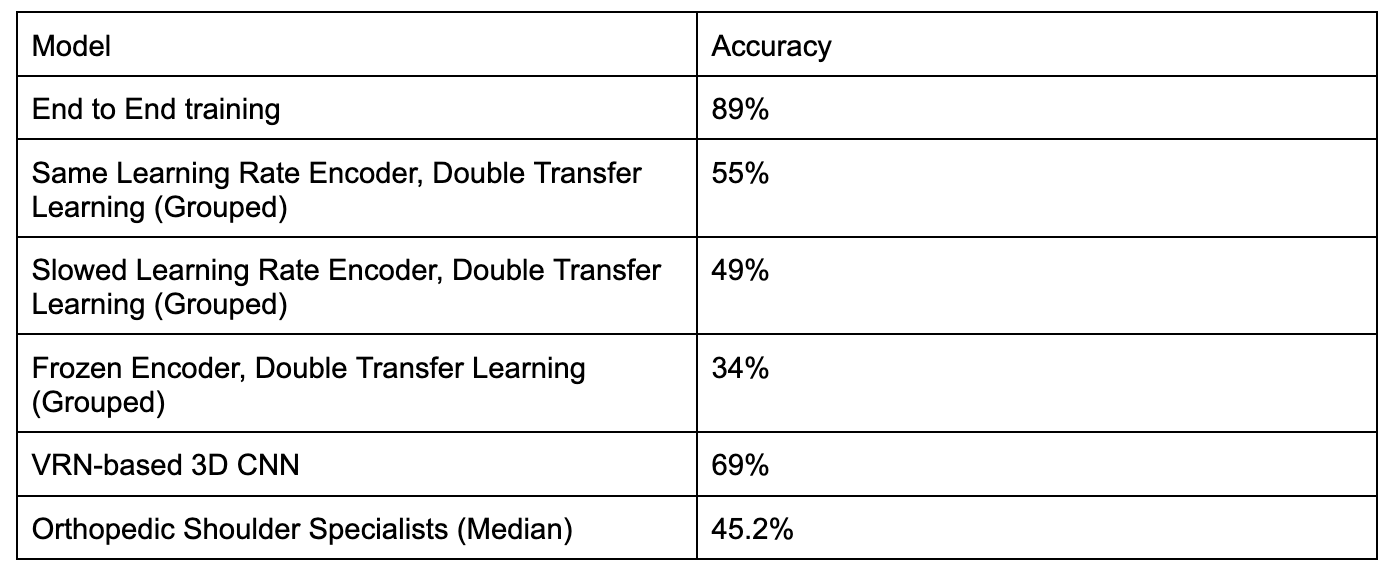 Model
Accuracy
End to End training
89%
Same Learning Rate Encoder, Double Transfer
Learning (Grouped)
55%
Slowed Learning Rate Encoder, Double Transfer
Learning (Grouped)
49%
Frozen Encoder, Double Transfer Learning
(Grouped)
34%
VRN-based 3D CNN
69%
Orthopedic Shoulder Specialists (Median)
45.2%